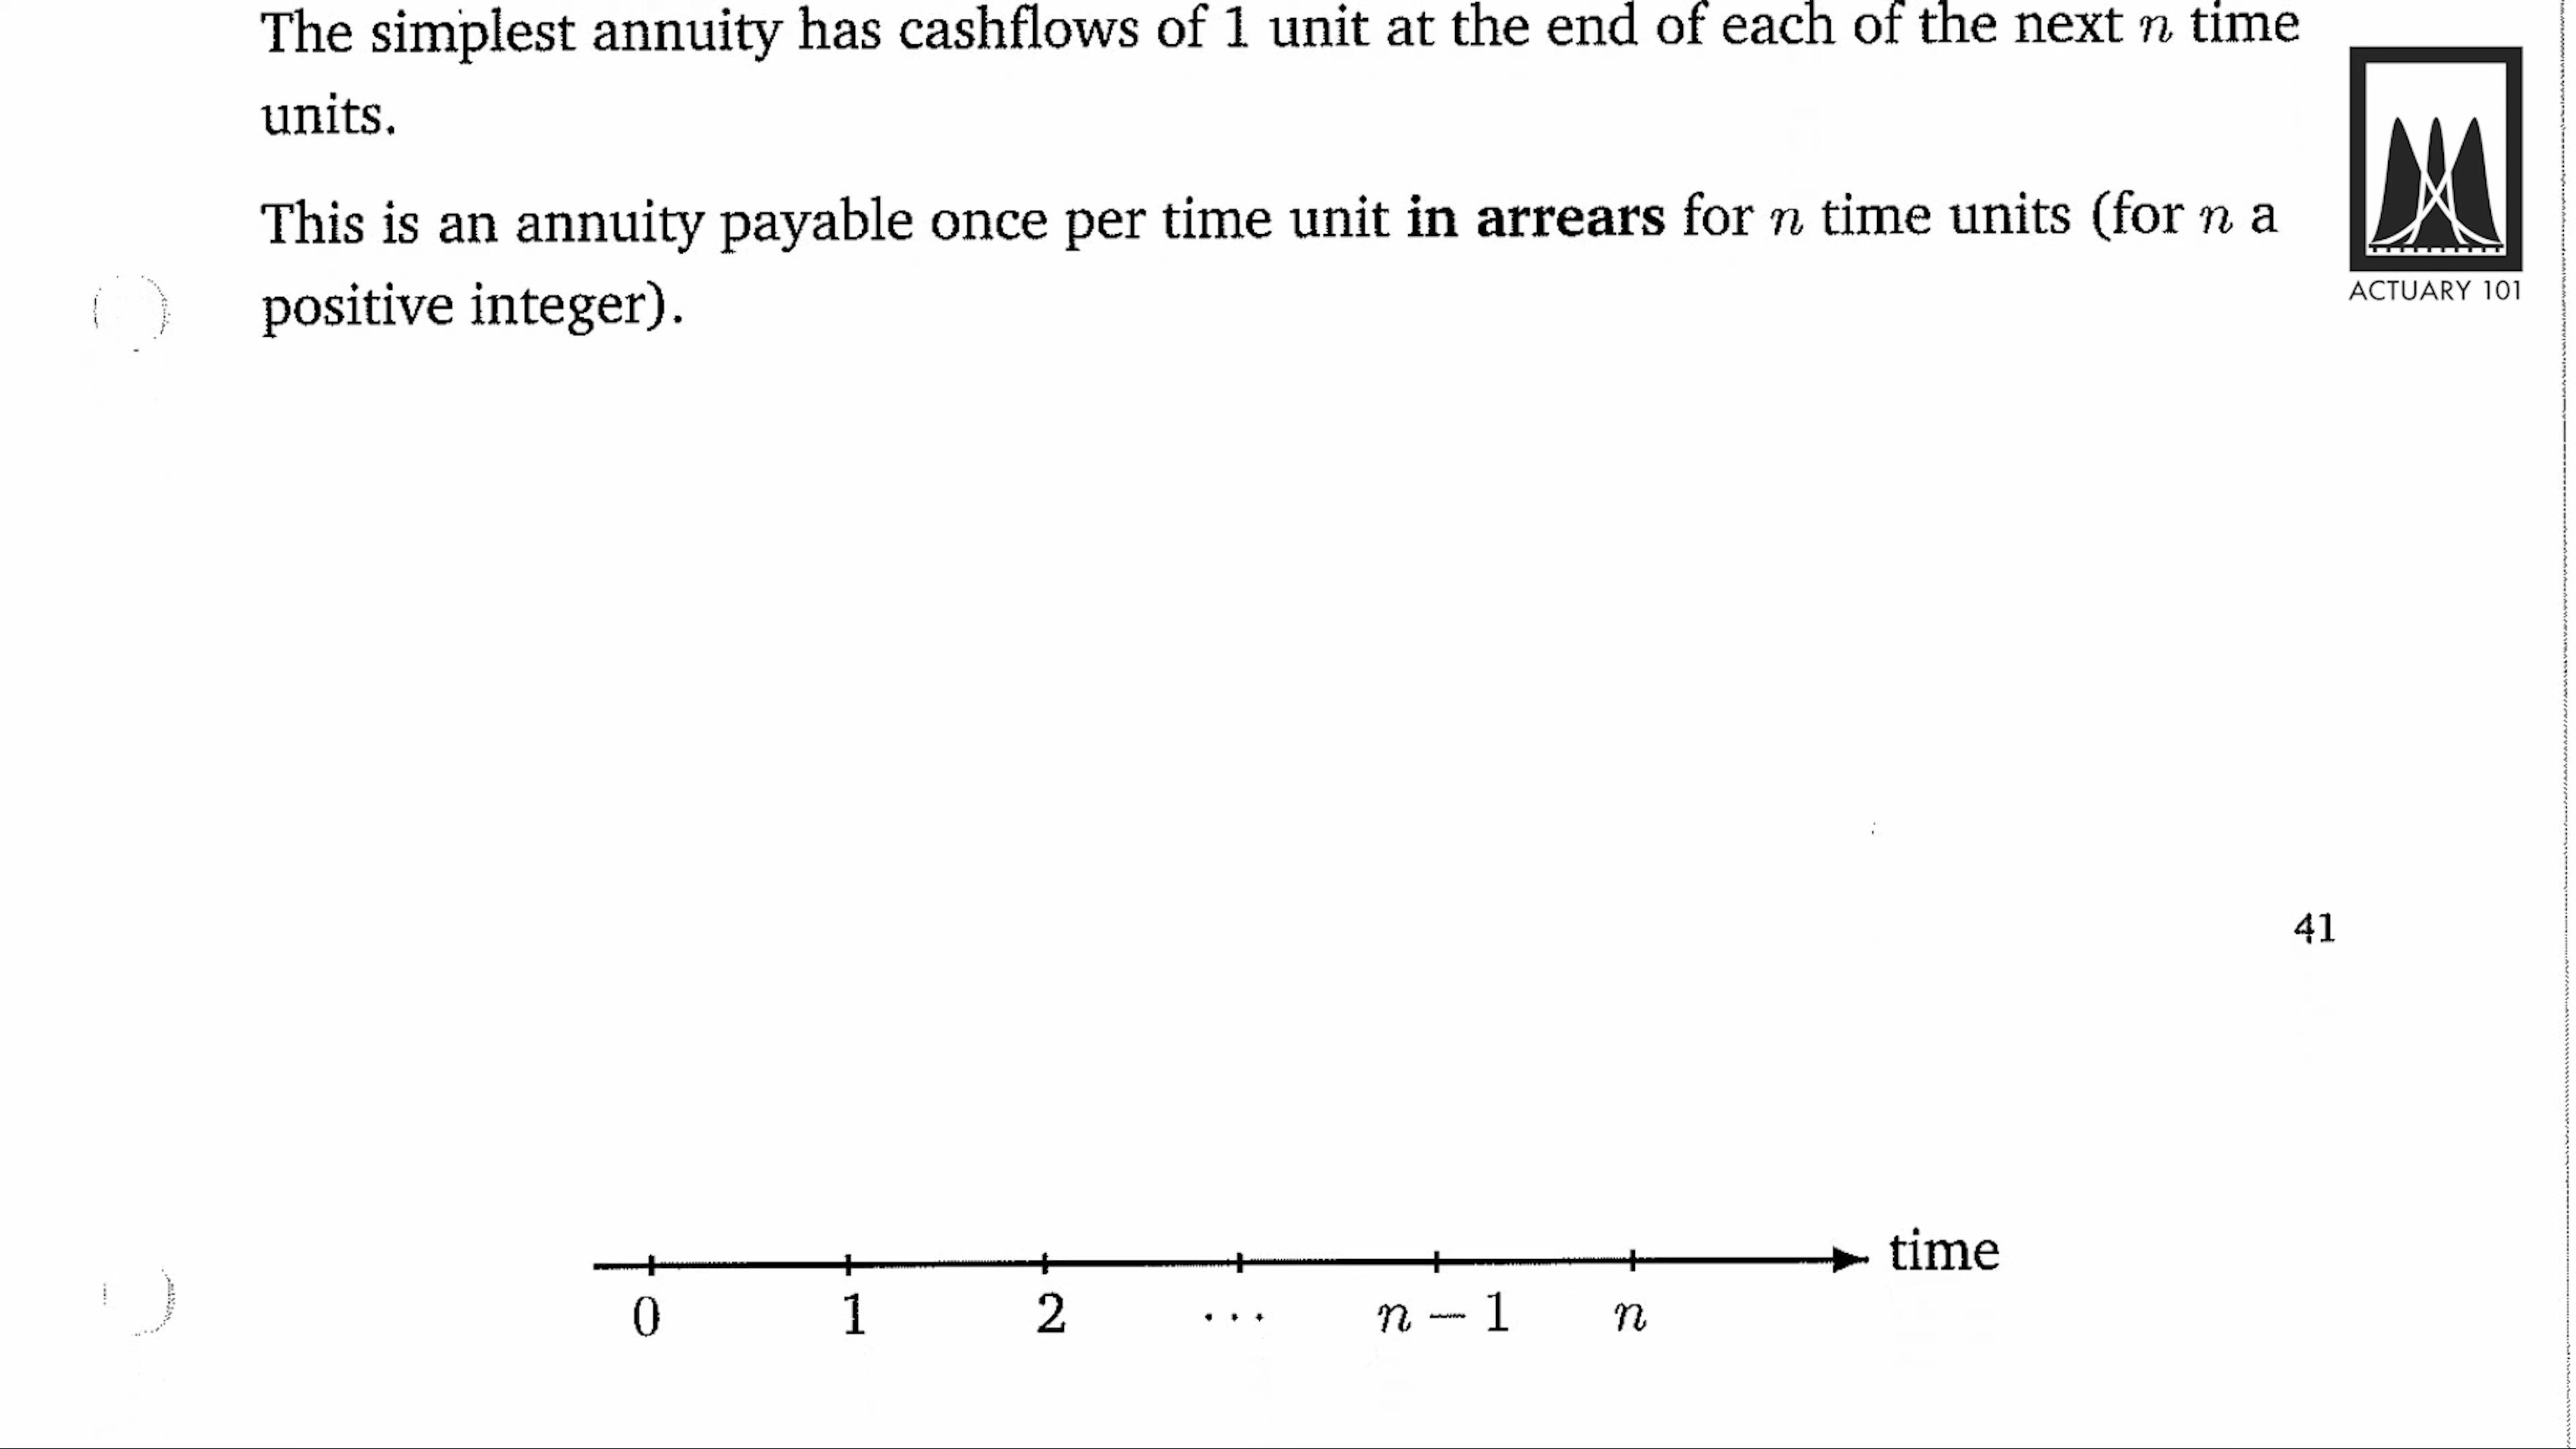 The simplest annuity has cashflows of 1 unit at the end of each of the next n time
units.
This is an annuity payable once per time unit in arrears for n time units (for n a
positive integer).
ACTUARY 101
41
time
0 1 2 ... n − 1 n